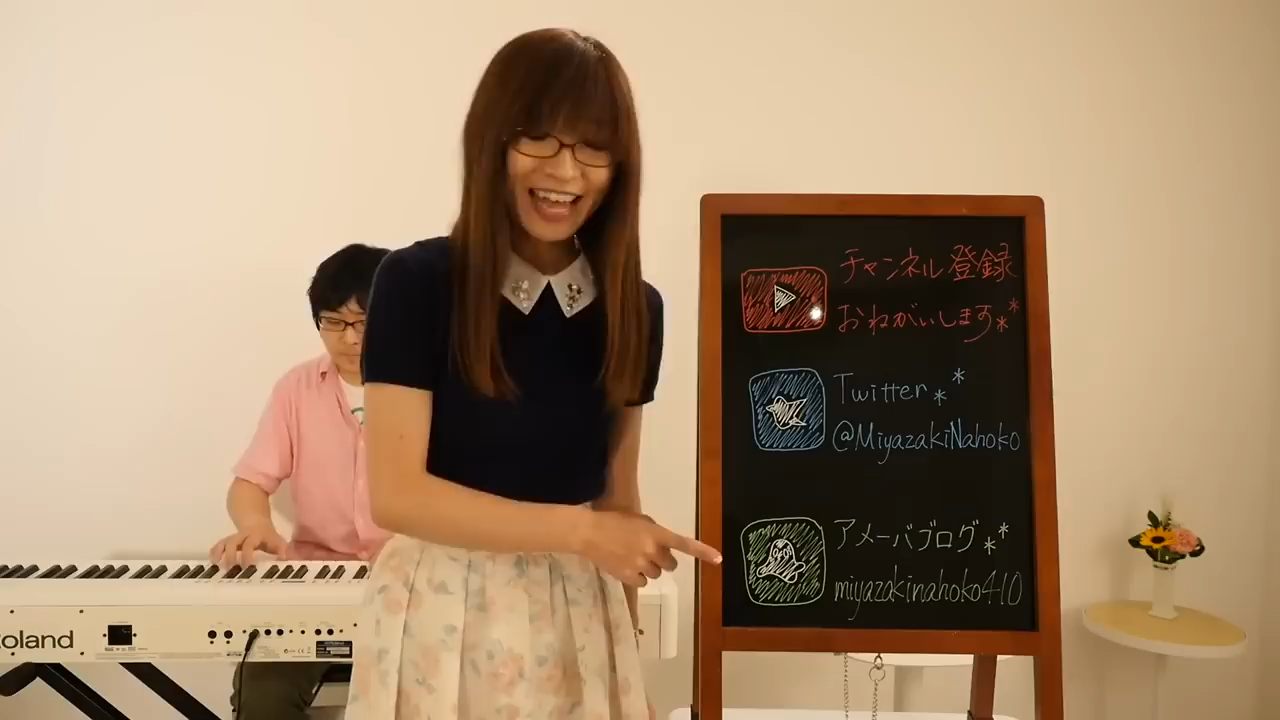 チャンネル登録
おねがいします**
Twitter**
@MiyazakiNahoko
アメーバブログ**
miyazakinahoko410
Roland